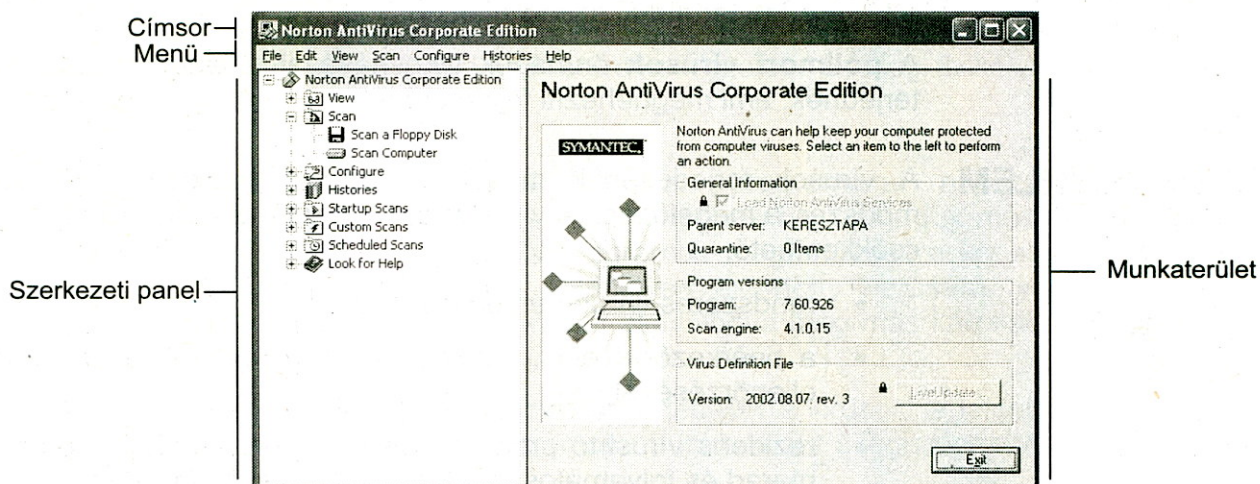 Címsor
Menü
Szerkezeti panel
Norton AntiVirus Corporate Edition
File Edit View Scan Configure Histories Help
Norton AntiVirus Corporate Edition
View
Scan
Scan a Floppy Disk
Scan Computer
Configure
Histories
Startup Scans
Custom Scans
Scheduled Scans
Look for Help
Norton AntiVirus Corporate Edition
SYMANTEC.
Norton AntiVirus can help keep your computer protected
from computer viruses. Select an item to the left to perform
an action.
General Information
Load Norton AntiVirus Services
Parent server: KERESZTAPA
Quarantine: 0 Items
Program versions
Program: 7.60.926
Scan engine: 4.1.0.15
Virus Definition File
Version: 2002.08.07. rev. 3
LiveUpdate...
Exit
Munkaterület